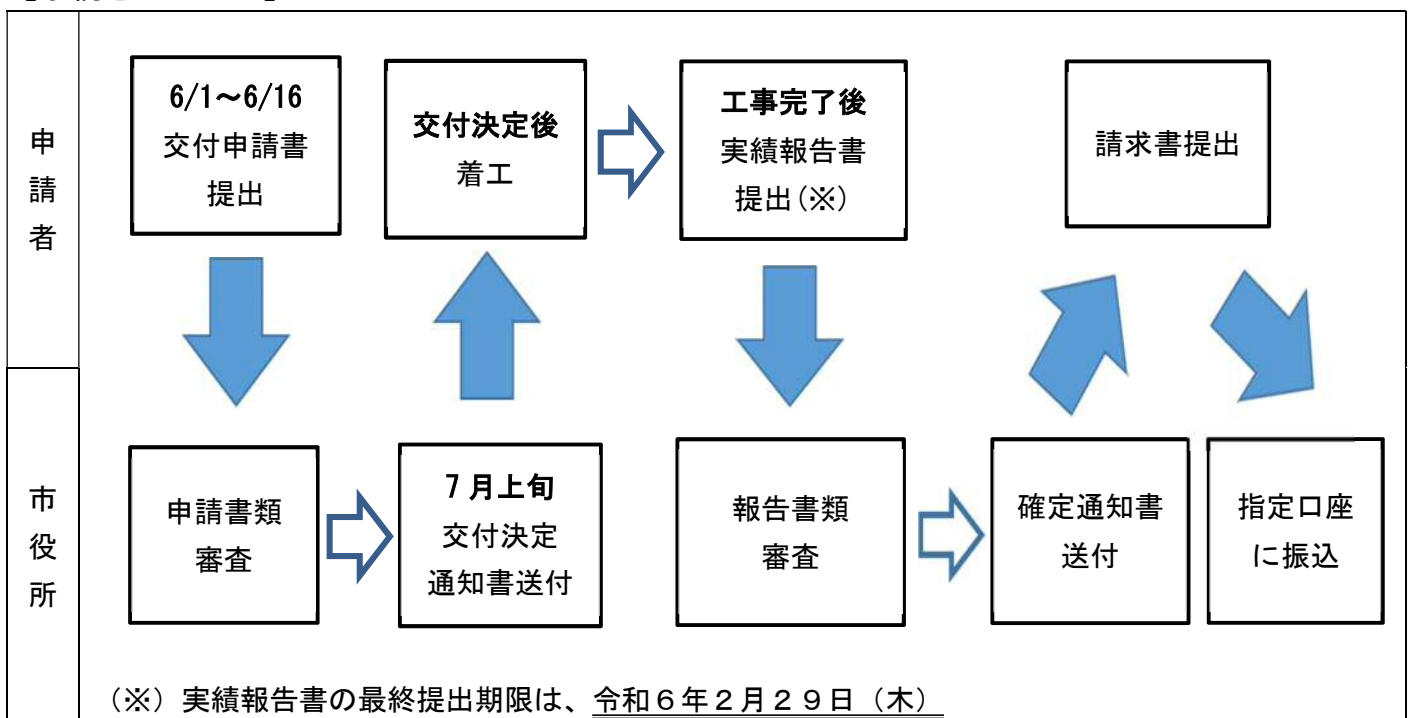 申
請
者
6/1～6/16
交付申請書
提出
交付決定後
着工
工事完了後
実績報告書
提出(※)
請求書提出
市
役
所
申請書類
審査
7月上旬
交付決定
通知書送付
報告書類
審査
確定通知書
送付
指定口座
に振込
（※）実績報告書の最終提出期限は、令和６年２月２９日（木）